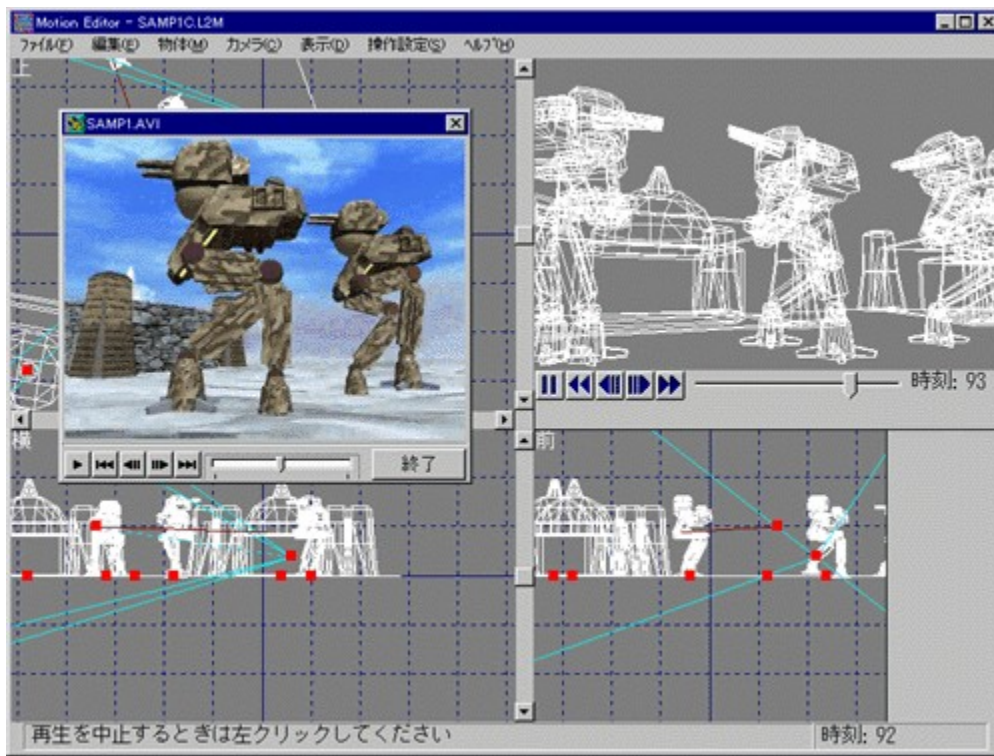 Motion Editor - SAMP1C.L2M
ファイル(F) 編集(E) 物体(M) カメラ(C) 表示(D) 操作設定(S) ヘルプ(H)
上
SAMP1.AVI
終了
時刻: 93
横
前
再生を中止するときは左クリックしてください
時刻: 92